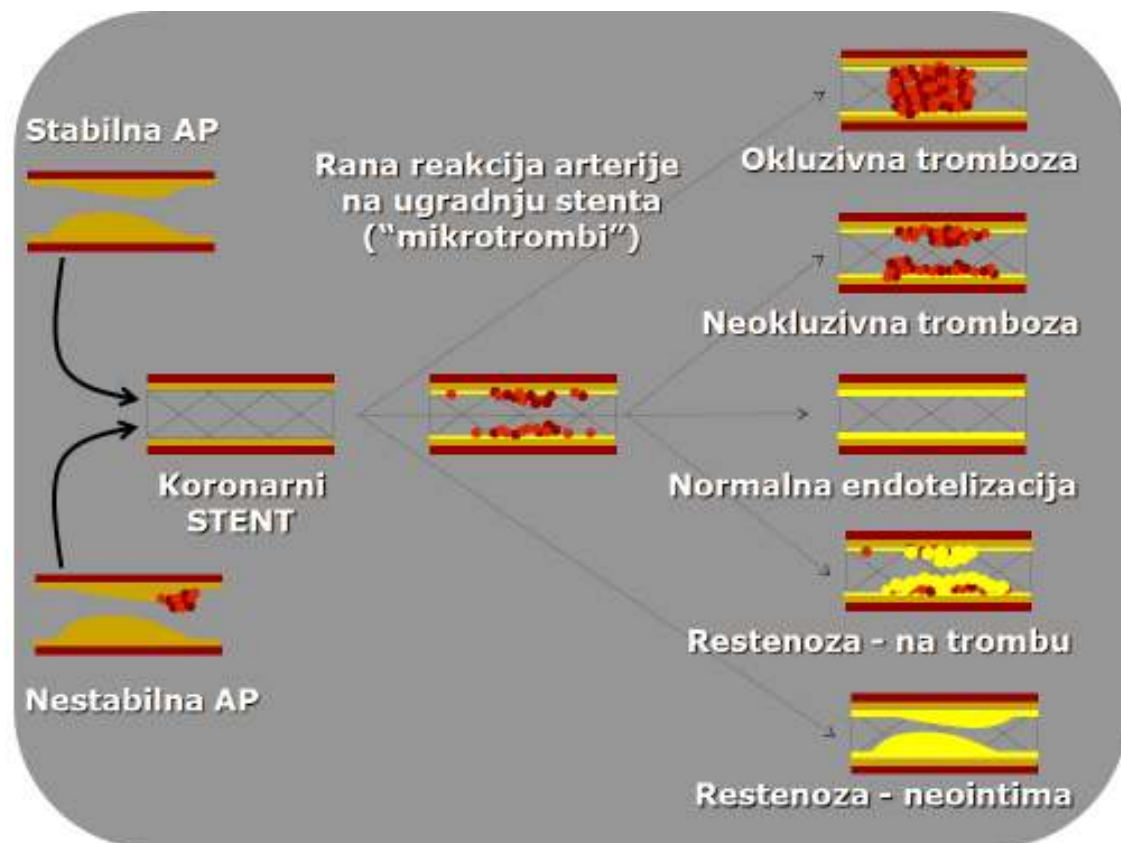 Stabilna AP
Rana reakcija arterije
na ugradnju stenta
("mikrotrombi")
Okluzivna tromboza
Neokluzivna tromboza
Koronarni
STENT
Normalna endotelizacija
Restenoza - na trombu
Nestabilna AP
Restenoza - neointima